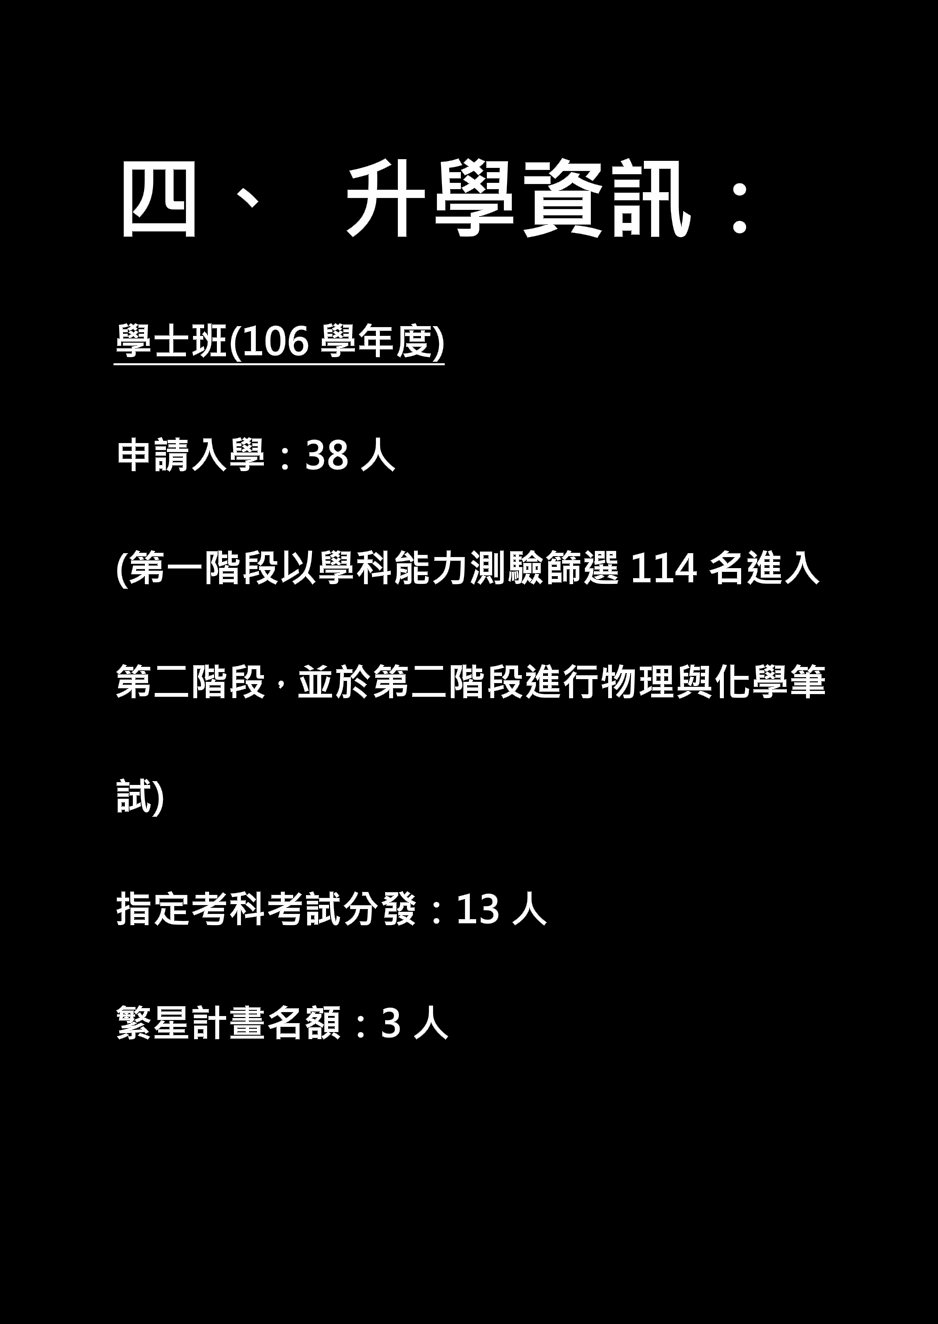 四、 升學資訊：
學士班(106 學年度)
申請入學：38 人
(第一階段以學科能力測驗篩選 114 名進入
第二階段，並於第二階段進行物理與化學筆
試)
指定考科考試分發：13 人
繁星計畫名額：3 人